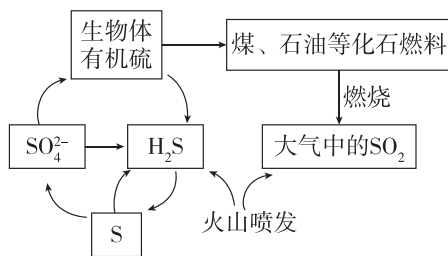 生物体
有机硫
煤、石油等化石燃料
燃烧
SO₄²⁻
H₂S
大气中的SO₂
S
火山喷发